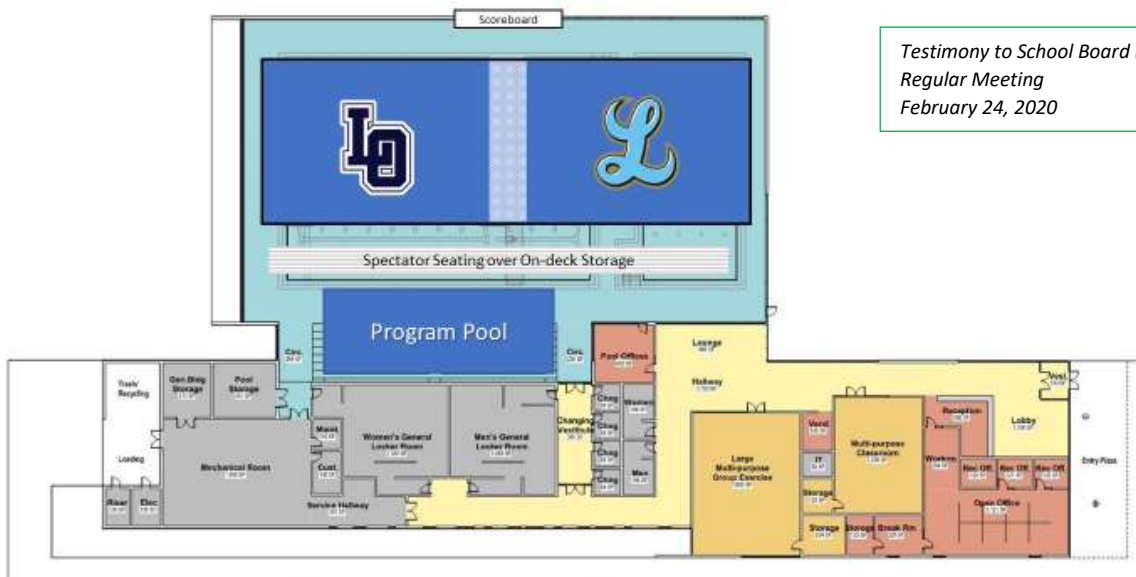 Scoreboard
Testimony to School Board
Regular Meeting
February 24, 2020
LO
L
Spectator Seating over On-deck Storage
Program Pool
Circ.
Circ.
Pool Offices
Lounge
Hallway
Vest.
Trash/
Recycling
Gen Bldg
Storage
Pool
Storage
Loading
Mechanical Room
Maint.
Cust.
Riser
Elec
Service Hallway
Women's General
Locker Room
Men's General
Locker Room
Changing
Vestibule
Chng
Chng
Chng
Chng
Women
Men
Large
Multi-purpose
Group Exercise
Vend.
IT
Storage
Storage
Multi-purpose
Classroom
Storage
Break Rm
Reception
Lobby
Workrm
Rec Off.
Rec Off.
Rec Off.
Open Office
Entry Plaza